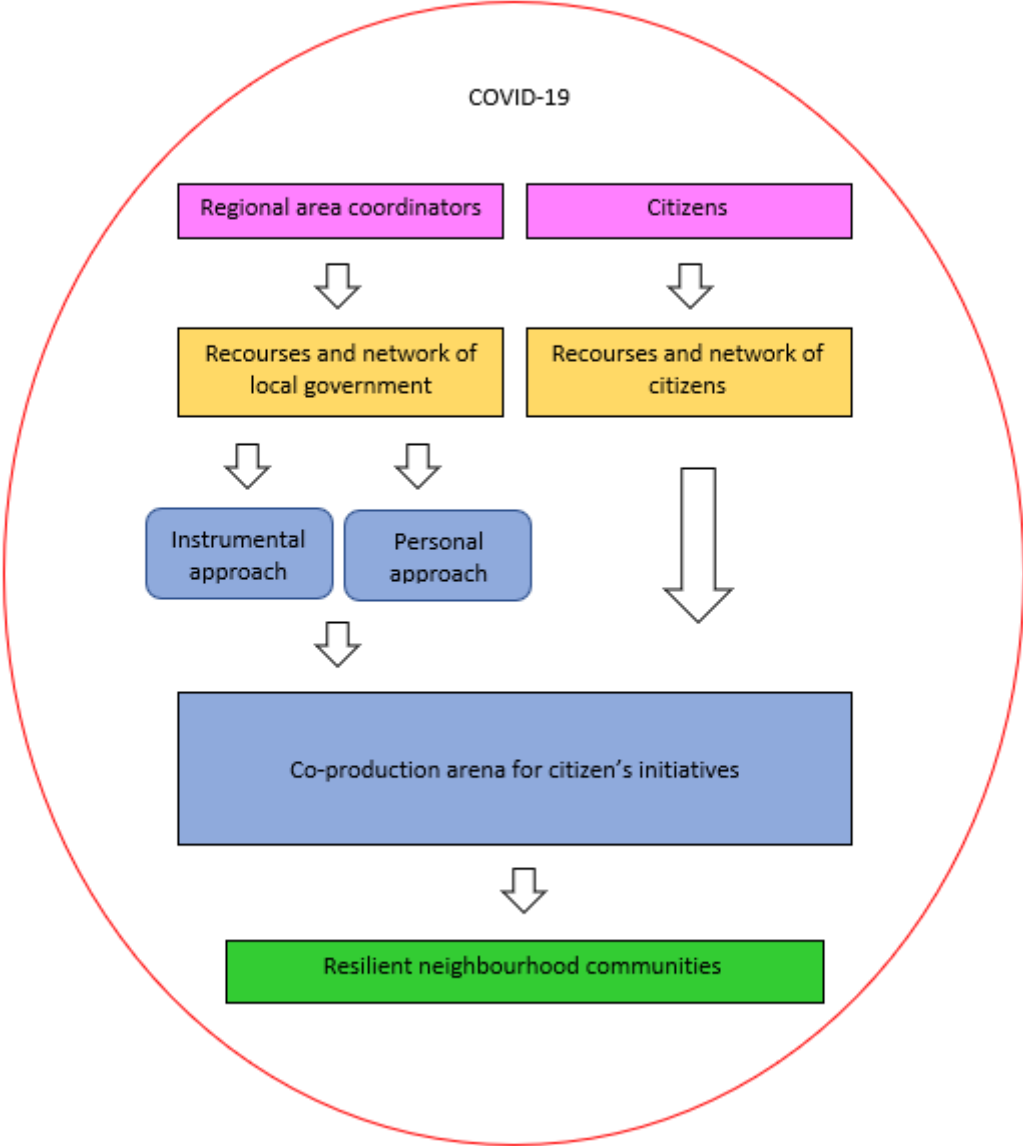 COVID-19
Regional area coordinators
Citizens
Recourses and network of
local government
Recourses and network of
citizens
Instrumental
approach
Personal
approach
Co-production arena for citizen’s initiatives
Resilient neighbourhood communities